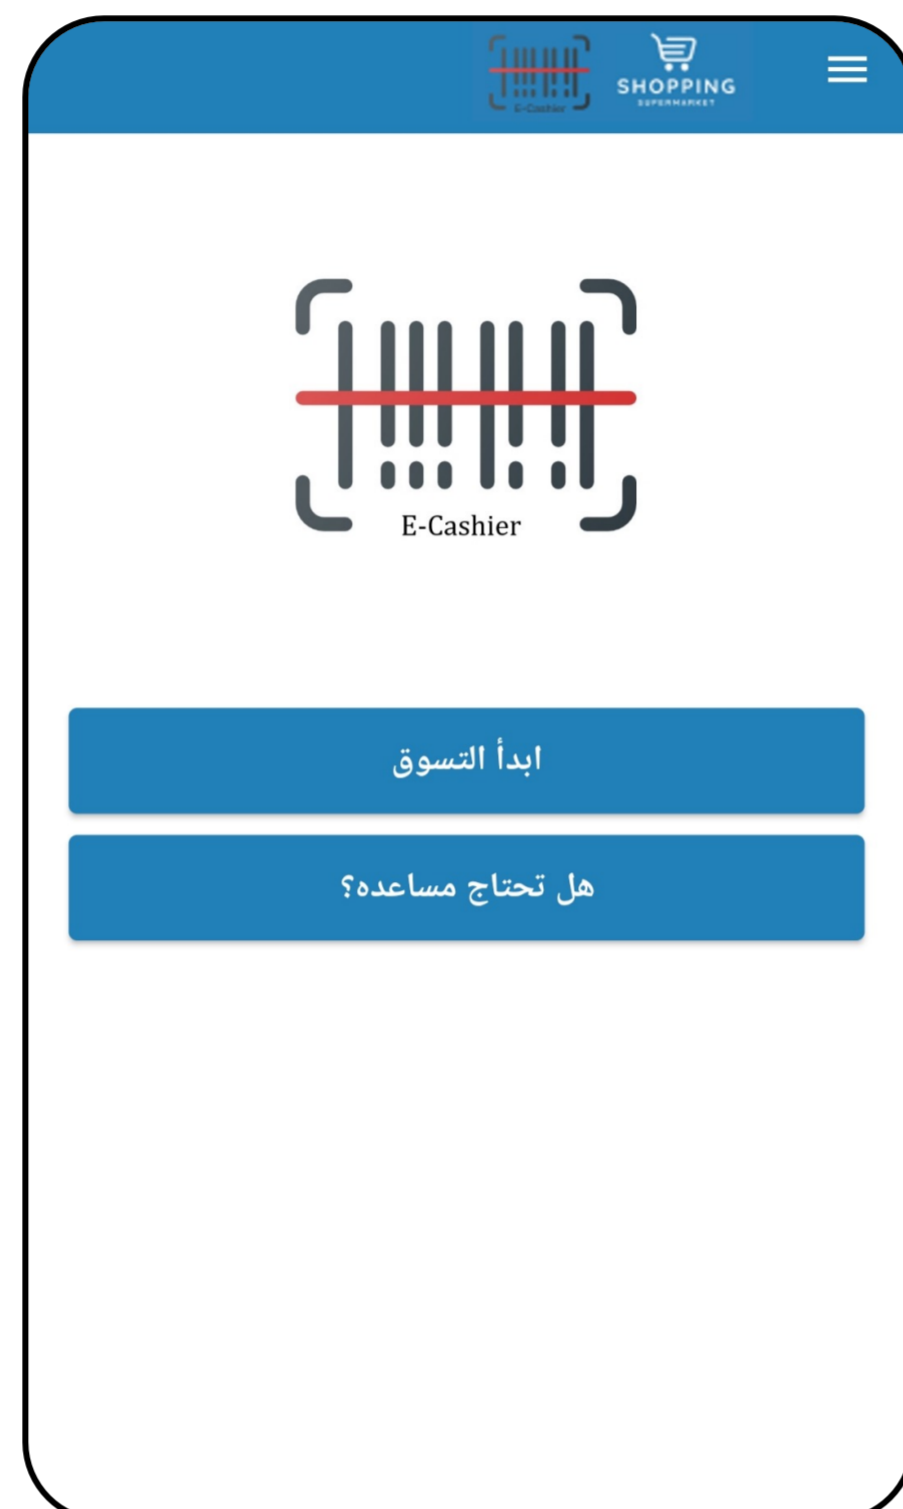 E-Cashier
SHOPPING
SUPERMARKET
E-Cashier
ابدأ التسوق
هل تحتاج مساعده؟